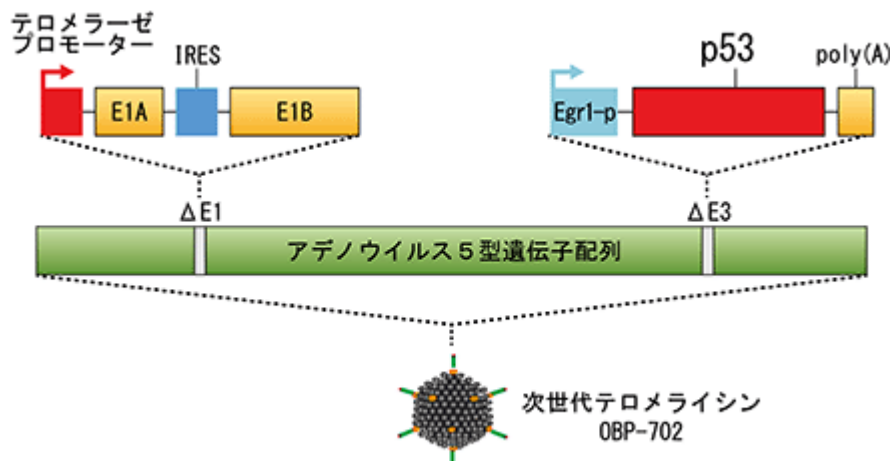 テロメラーゼ
プロモーター
IRES
E1A
E1B
p53
poly(A)
Egr1-p
ΔE1
ΔE3
アデノウイルス5型遺伝子配列
次世代テロメライシン
OBP-702